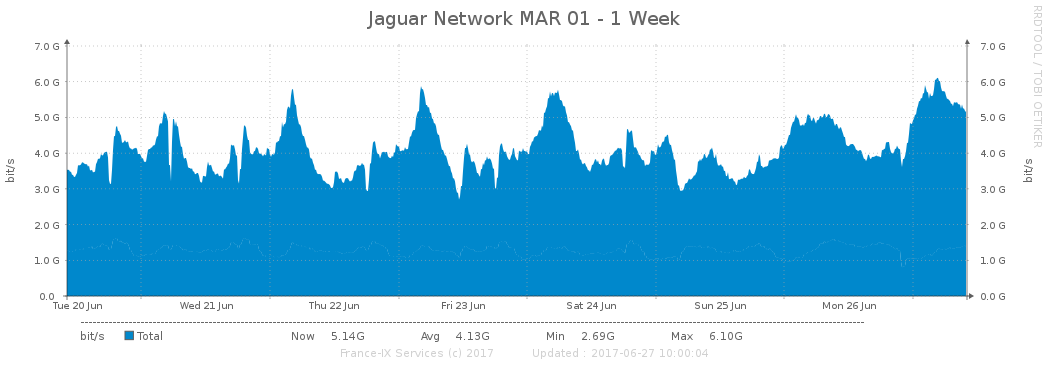 Jaguar Network MAR 01 - 1 Week
RRDTOOL / TOBI OETIKER
bit/s
bit/s
7.0 G 7.0 G
6.0 G 6.0 G
5.0 G 5.0 G
4.0 G 4.0 G
3.0 G 3.0 G
2.0 G 2.0 G
1.0 G 1.0 G
0.0 0.0 G
Tue 20 Jun Wed 21 Jun Thu 22 Jun Fri 23 Jun Sat 24 Jun Sun 25 Jun Mon 26 Jun
bit/s Total Now 5.14G Avg 4.13G Min 2.69G Max 6.10G
France-IX Services (c) 2017 Updated : 2017-06-27 10:00:04